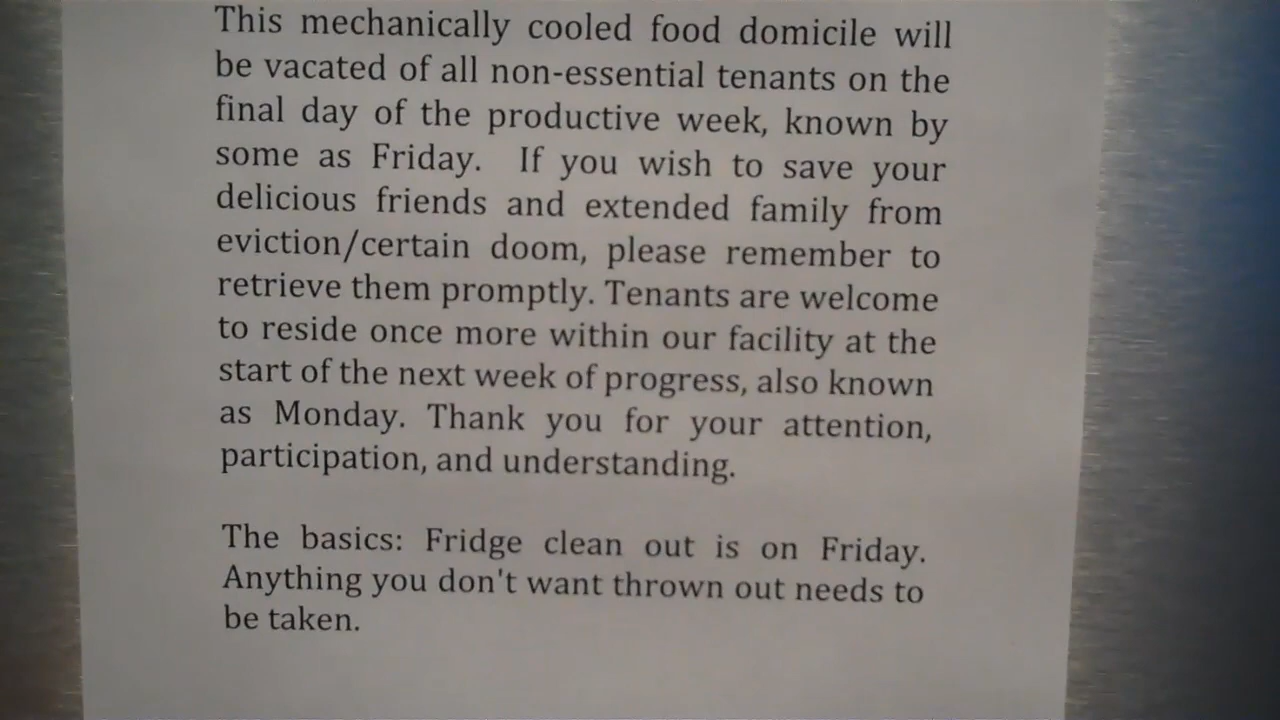 This mechanically cooled food domicile will
be vacated of all non-essential tenants on the
final day of the productive week, known by
some as Friday.  If you wish to save your
delicious friends and extended family from
eviction/certain doom, please remember to
retrieve them promptly. Tenants are welcome
to reside once more within our facility at the
start of the next week of progress, also known
as Monday. Thank you for your attention,
participation, and understanding.
The basics: Fridge clean out is on Friday.
Anything you don't want thrown out needs to
be taken.